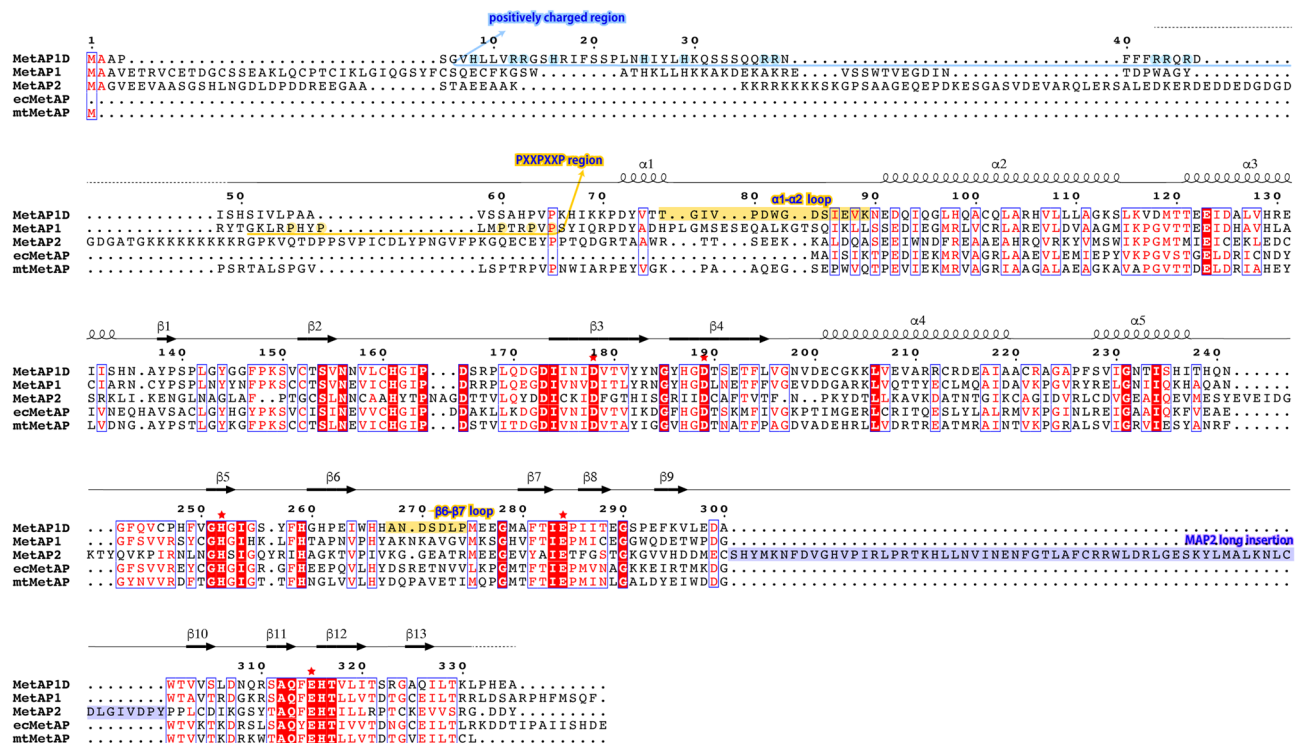 positively charged region
1 10 20 30 40
MetAP1D MAAP..................................SGVHLLVRRGSHRIFSSPLNHIYLHKQSSSSQQRRN.................................FFFRRQRD..........
MetAP1 MAAVETRVCETDGCSSEAKLQCPTCIKLGIQGSYFCSQECFKGSW........ATHKLLHKKAKDEKAKRE.....VSSWTVEGDIN.........TDPWAGY...........
MetAP2 MAGVEEVAASGSHLNGDLDPDDREEGAA........STAEEAAK.....................KKRRKKKKSKGPSAAGEQEPDKESGASVDEVARQLERSALEDKERDEDDEDGDGD
ecMetAP
mtMetAP M
PXXPXXP region
α1 α2 α3
α1-α2 loop
50 60 70 80 90 100 110 120 130
MetAP1D ISHSIVLPAA................VSSAHPVPKHIKKPDYVTT..GIV...PDWG..DSIEVKNEDQIQGLHQACQLARHVLLLAGKSLKVDMTTEEIDALVHRE
MetAP1 RYTGKLRPHYP................LMPTRPVPSYIQRPDYADHPLGMSESEQALKGTSQIKLLSSEDIEGMRLVCRLAREVLDVAAGMIKPGVTTEEIDHAVHLA
MetAP2 GDGATGKKKKKKKKKRGPKVQTDPPSVPICDLYPNGVFPKGQECEYPPTQDGRTAAWR...TT...SEEK...KALDQASEEIWNDFREAAEAHRQVRKYVMSWIKPGMTMIEICEKLEDC
ecMetAP MAISIKTPEDIEKMRVAGRLAAEVLEMIEPYVKPGVSTGELDRICNDY
mtMetAP PSRTALSPGV................LSPTRPVPNWIARPEYVGK...PA...AQEG..SEPWVQTPEVIEKMRVAGRIAAGALAEAGKAVAPGVTTDELDRIAHEY
β1 β2 β3 β4 α4 α5
140 150 160 170 180 190 200 210 220 230 240
MetAP1D IISHN.AYPSPLGYGGFPKSVCTSVNNVLCHGIP...DSRPLQDGDIINIDVTVYYNGYHGDTSETFLVGNVDECGKKLVEVARRCRDEAIAACRAGAPFSVIGNTISHITHQN......
MetAP1 CIARN.CYPSPLNYYNFPKSCCTSVNEVICHGIP...DRRPLQEGDIVNVDITLYRNGYHGDLNETFFVGEVDDGARKLVQTTYECLMQAIDAVKPGVRYRELGNIIQKHAQAN......
MetAP2 SRKLI.KENGLNAGLAF..PTGCSLNNCAAHYTPNAGDTTVLQYDDICKIDFGTHISGRIIDCAFTVTF..N.PKYDTLLKAVKDATNTGIKCAGIDVRLCDVGEAIQEVMESYEVEIDG
ecMetAP IVNEQHAVSACLGYHGYPKSVCISINEVVCHGIP..DDAKLLKDGDIVNIDVTVIKDGFHGDTSKMFIVGKPTIMGERLCRITQESLYLALRMVKPGINLREIGAAIQKFVEAE......
mtMetAP LVDNG.AYPSTLGYKGFPKSCCTSLNEVICHGIP...DSTVITDGDIVNIDVTAYIGGVHGDTNATFPAGDVADEHRLLVDRTREATMRAINTVKPGRALSVIGRVIESYANRF......
β5 β6 β7 β8 β9
250 260 270 280 290 300
β6-β7 loop
MetAP1D ...GFQVCPHFVGHGIGS.YFHGHPEIWHHAN.DSDLPMEEGMAFTIEPIITEGSPEFKVLEDA
MetAP1 ...GFSVVRSYCGHGIHK.LFHTAPNVPHYAKNKAVGVMKSGHVFTIEPMICEGGWQDETWPDG
MAP2 long insertion
MetAP2 KTYQVKPIRNLNGHSIGQYRIHAGKTVPIVKG.GEATRMEEGEVYAIETFGSTGKGVVHDDMECSHYMKNFDVGHVPIRLPRTKHLLNVINENFGTLAFCRRWLDRLGESKYLMALKNLC
ecMetAP ...GFSVVREYCGHGIGR.GFHEEPQVLHYDSRETNVVLKPGMTFTIEPMVNAGKKEIRTMKDG
mtMetAP ...GYNVVRDFTGHGIGT.TFHNGLVVLHYDQPAVETIMQPGMTFTIEPMINLGALDYEIWDDG
β10 β11 β12 β13
310 320 330
MetAP1D ........WTVVSLDNQRSAQFEHTVLITSRGAQILTKLPHEA..............
MetAP1 ........WTAVTRDGKRSAQFEHTLLVTDTGCEILTRRLDSARPHFMSQF.
MetAP2 DLGIVDPYPPLCDIKGSYTAQFEHTILLRPTCKEVVSRG.DDY..............
ecMetAP ........WTVKTKDRSLSAQYEHTIVVTDNGCEILTLRKDDTIPAIISHDE
mtMetAP ........WTVVTKDRKWTAQFEHTLLVTDTGVEILTCL..............